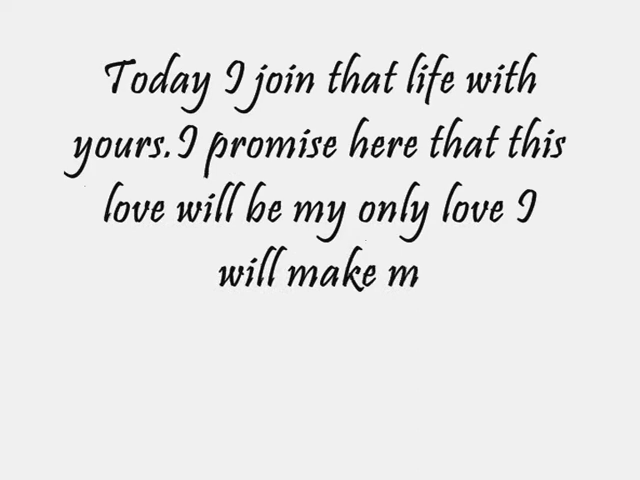 Today I join that life with
yours.I promise here that this
love will be my only love I
will make m